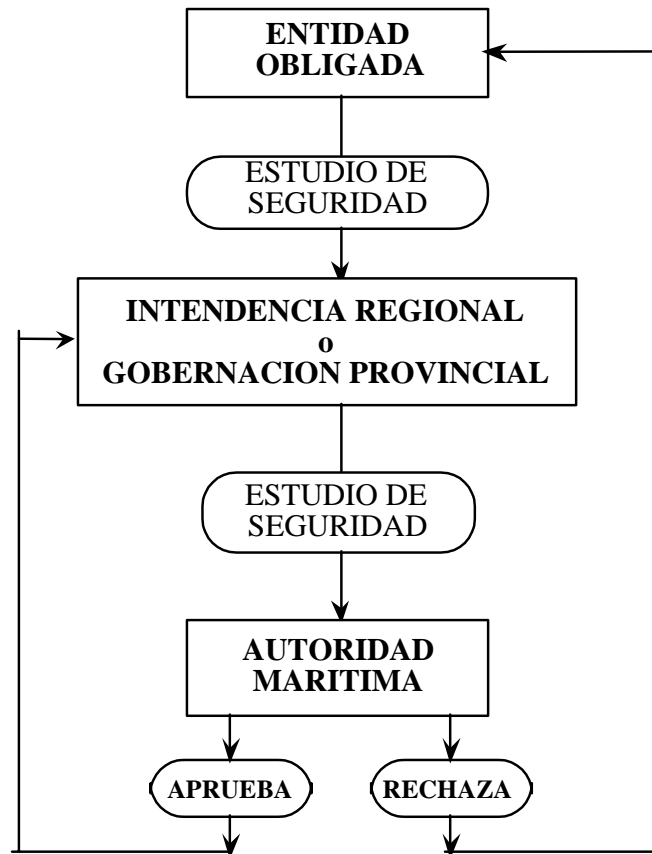 ENTIDAD
OBLIGADA
ESTUDIO DE
SEGURIDAD
INTENDENCIA REGIONAL
o
GOBERNACION PROVINCIAL
ESTUDIO DE
SEGURIDAD
AUTORIDAD
MARITIMA
APRUEBA
RECHAZA